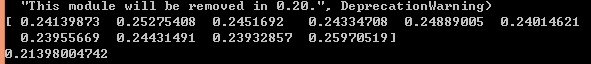 "This module will be removed in 0.20.", DeprecationWarning)
[ 0.24139873 0.25275408 0.2451692 0.24334708 0.24889005 0.24014621
0.23955669 0.24431491 0.23932857 0.25970519]
0.21398004742